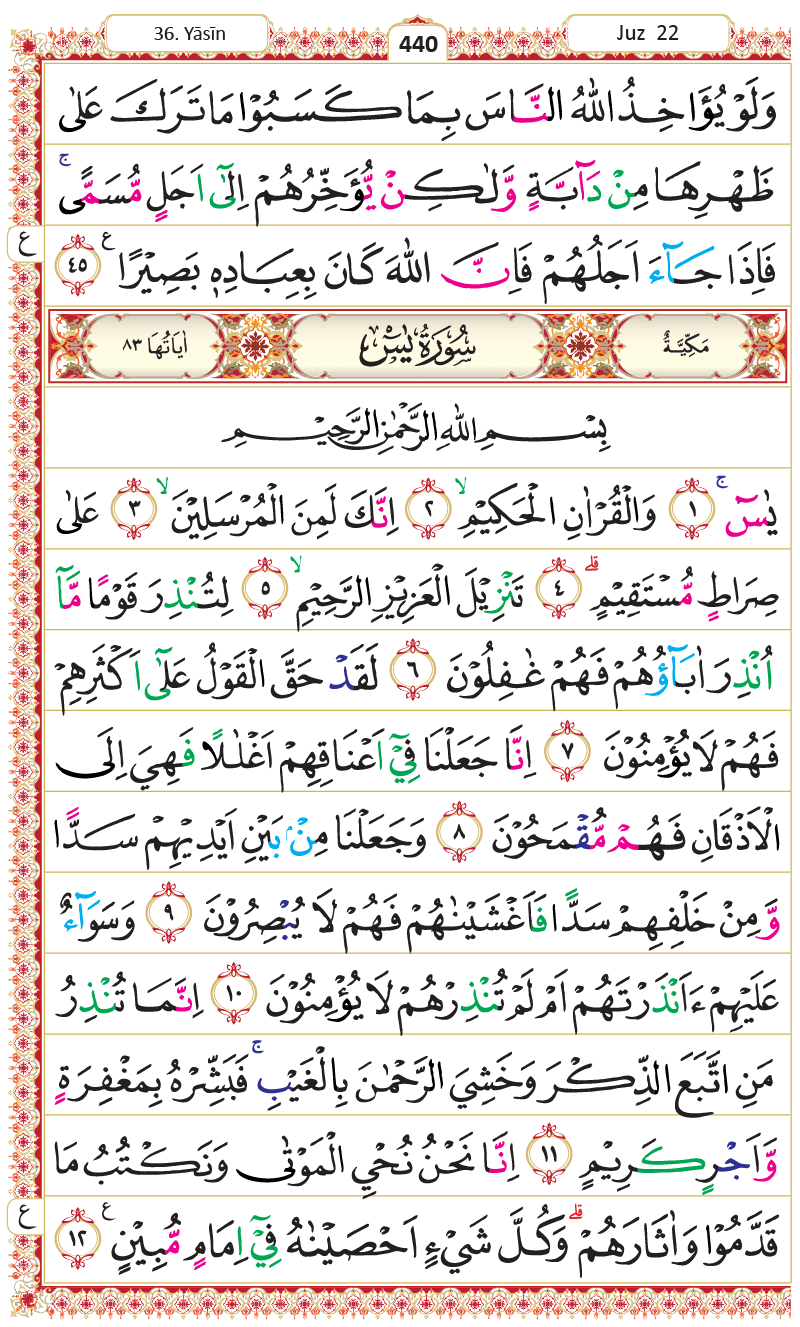 36. Yāsīn
440
Juz 22
وَلَوْ يُؤَاخِذُ اللّٰهُ النَّاسَ بِمَا كَسَبُوْا مَا تَرَكَ عَلٰى
ظَهْرِهَا مِنْ دَآبَّةٍ وَّلٰكِنْ يُّؤَخِّرُهُمْ اِلٰٓى اَجَلٍ مُّسَمًّىۚ
فَاِذَا جَآءَ اَجَلُهُمْ فَاِنَّ اللّٰهَ كَانَ بِعِبَادِهٖ بَصِيْرًا ع ٤٥
ع
مَكِّيَّةٌ سُوْرَةُ يٰسٓ اٰيَاتُهَا ٨٣
بِسْمِ اللّٰهِ الرَّحْمٰنِ الرَّحِيْمِ
يٰسٓۚ ١ وَالْقُرْاٰنِ الْحَكِيْمِۙ ٢ اِنَّكَ لَمِنَ الْمُرْسَلِيْنَۙ ٣ عَلٰى
صِرَاطٍ مُّسْتَقِيْمٍۗ ٤ تَنْزِيْلَ الْعَزِيْزِ الرَّحِيْمِۙ ٥ لِتُنْذِرَ قَوْمًا مَّآ
اُنْذِرَ اٰبَآؤُهُمْ فَهُمْ غٰفِلُوْنَ ٦ لَقَدْ حَقَّ الْقَوْلُ عَلٰٓى اَكْثَرِهِمْ
فَهُمْ لَا يُؤْمِنُوْنَ ٧ اِنَّا جَعَلْنَا فِيْٓ اَعْنَاقِهِمْ اَغْلٰلًا فَهِيَ اِلَى
الْاَذْقَانِ فَهُمْ مُّقْمَحُوْنَ ٨ وَجَعَلْنَا مِنْۢ بَيْنِ اَيْدِيْهِمْ سَدًّا
وَّمِنْ خَلْفِهِمْ سَدًّا فَاَغْشَيْنٰهُمْ فَهُمْ لَا يُبْصِرُوْنَ ٩ وَسَوَآءٌ
عَلَيْهِمْ ءَاَنْذَرْتَهُمْ اَمْ لَمْ تُنْذِرْهُمْ لَا يُؤْمِنُوْنَ ١٠ اِنَّمَا تُنْذِرُ
مَنِ اتَّبَعَ الذِّكْرَ وَخَشِيَ الرَّحْمٰنَ بِالْغَيْبِۚ فَبَشِّرْهُ بِمَغْفِرَةٍ
وَّاَجْرٍ كَرِيْمٍ ١١ اِنَّا نَحْنُ نُحْيِ الْمَوْتٰى وَنَكْتُبُ مَا
قَدَّمُوْا وَاٰثَارَهُمْۗ وَكُلَّ شَيْءٍ اَحْصَيْنٰهُ فِيْٓ اِمَامٍ مُّبِيْنٍ ع ١٢
ع